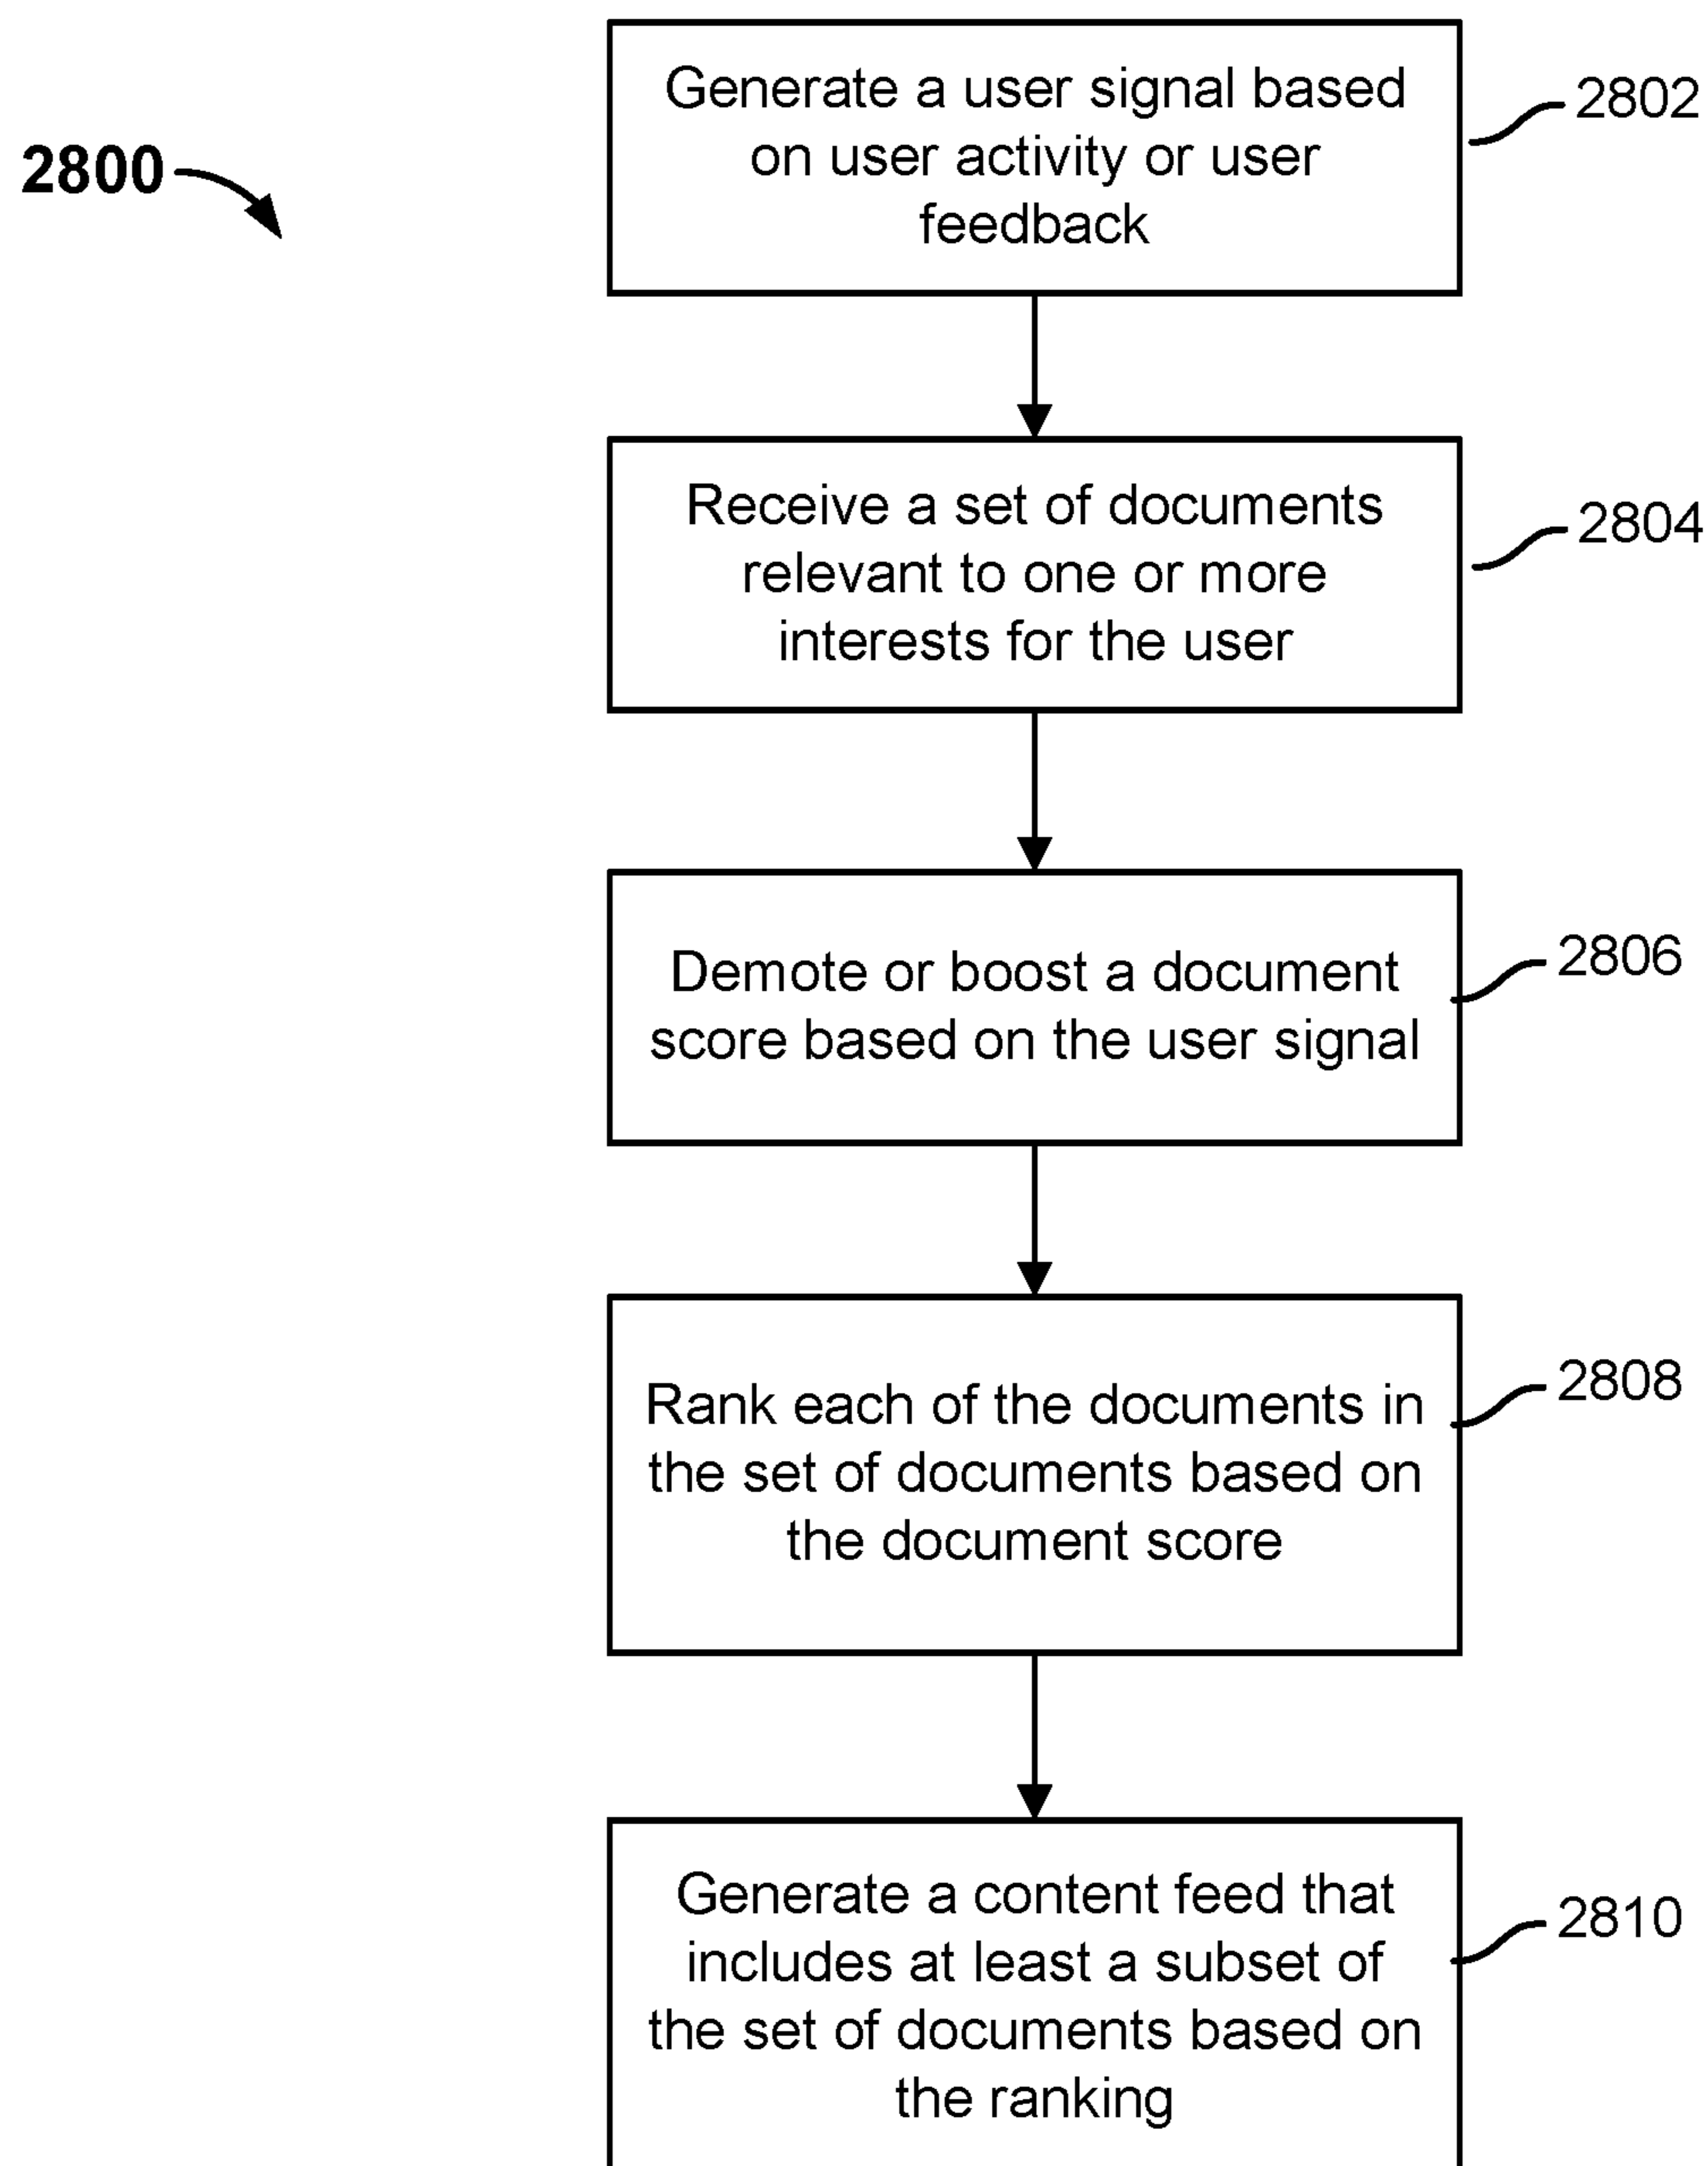 2800
Generate a user signal based
on user activity or user
feedback
2802
Receive a set of documents
relevant to one or more
interests for the user
2804
Demote or boost a document
score based on the user signal
2806
Rank each of the documents in
the set of documents based on
the document score
2808
Generate a content feed that
includes at least a subset of
the set of documents based on
the ranking
2810